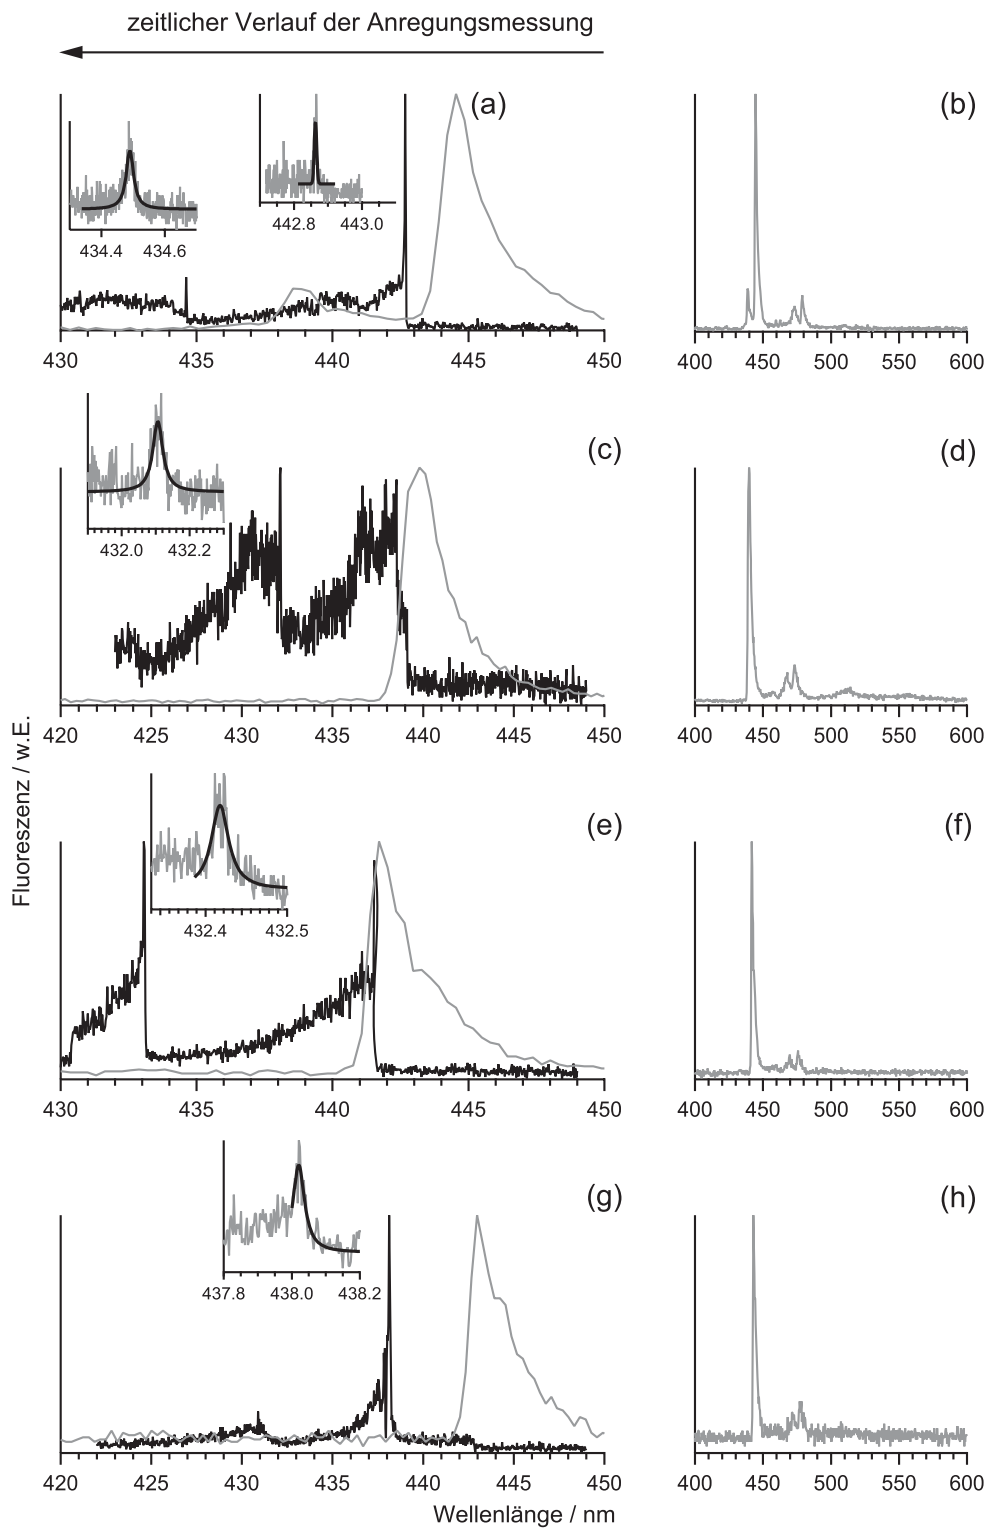 zeitlicher Verlauf der Anregungsmessung
(a)
(b)
434.4 434.6
442.8 443.0
430 435 440 445 450
400 450 500 550 600
(c)
(d)
432.0 432.2
420 425 430 435 440 445 450
400 450 500 550 600
Fluoreszenz / w.E.
(e)
(f)
432.4 432.5
430 435 440 445 450
400 450 500 550 600
(g)
(h)
437.8 438.0 438.2
420 425 430 435 440 445 450
400 450 500 550 600
Wellenlänge / nm